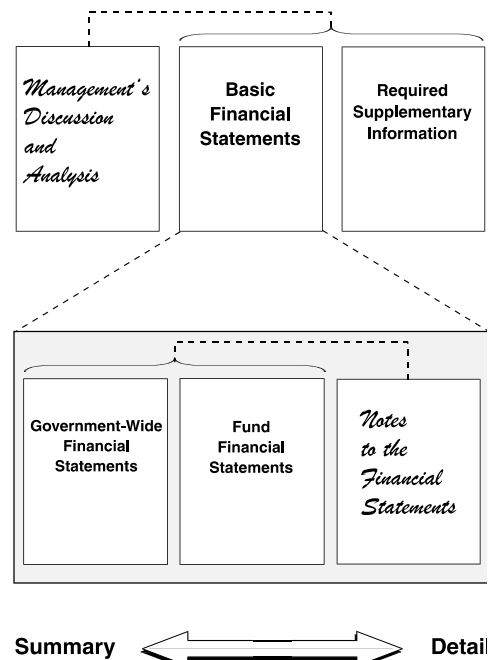 Management's
Discussion
and
Analysis
Basic
Financial
Statements
Required
Supplementary
Information
Government-Wide
Financial
Statements
Fund
Financial
Statements
Notes
to the
Financial
Statements
Summary
Detail